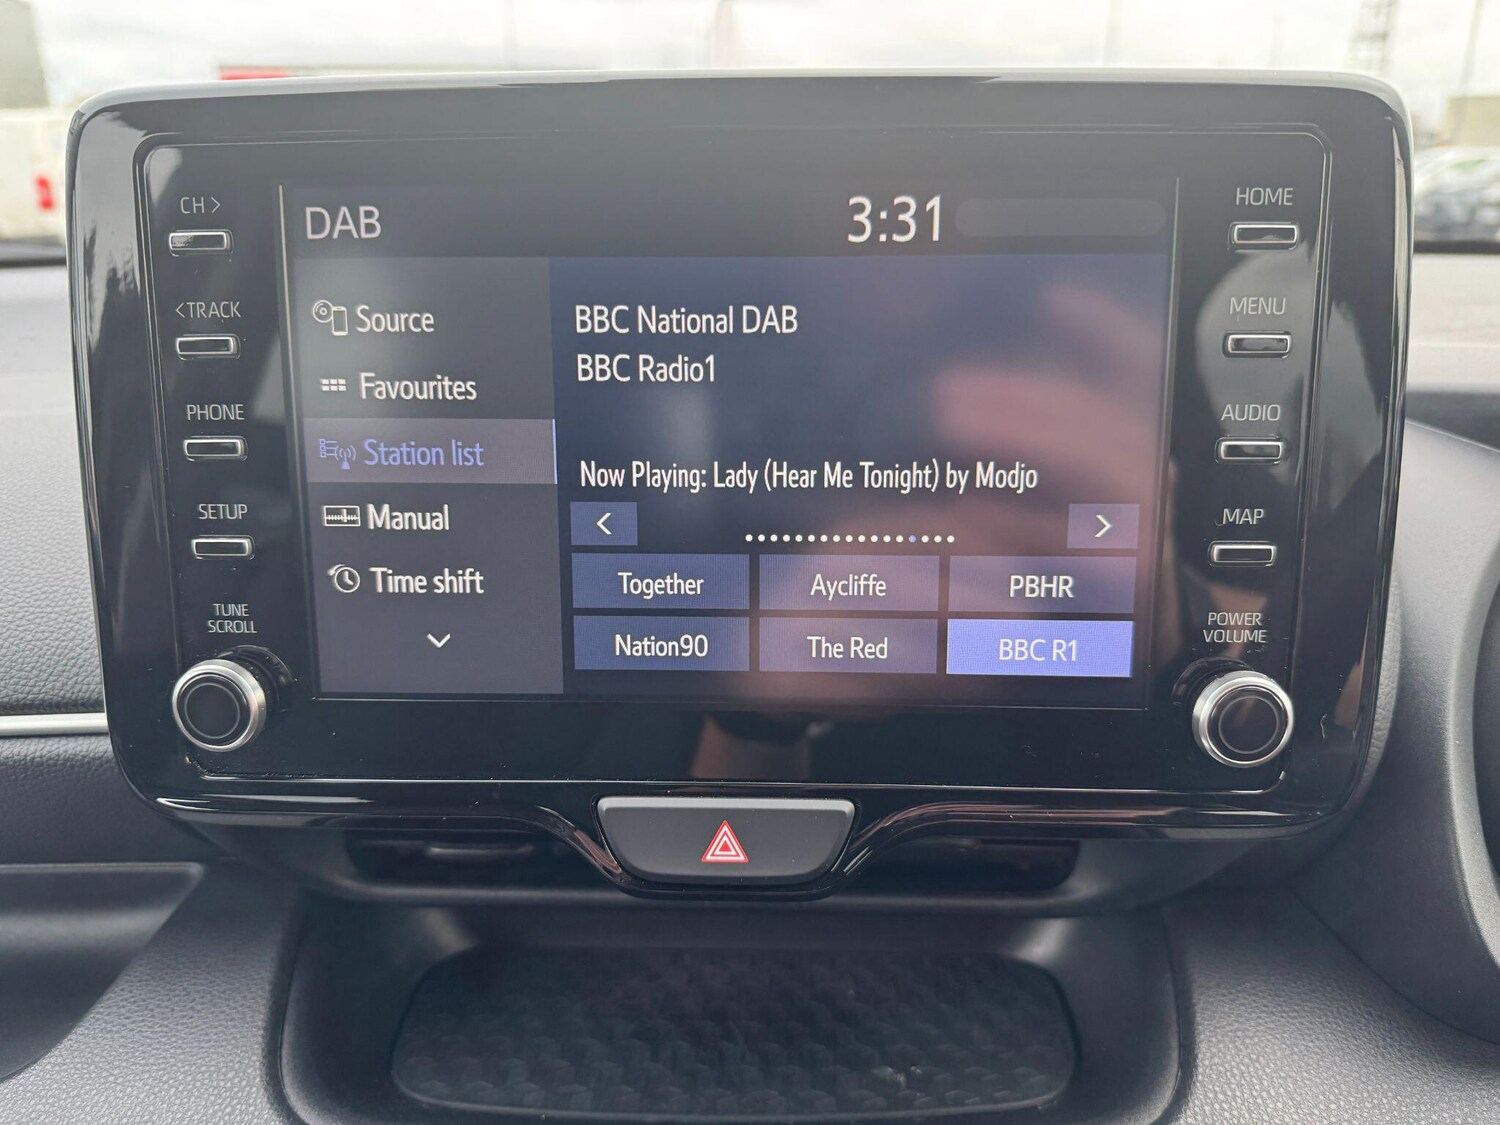 CH >
<TRACK
PHONE
SETUP
TUNE
SCROLL
DAB
3:31
Source
Favourites
Station list
Manual
Time shift
BBC National DAB
BBC Radio1
Now Playing: Lady (Hear Me Tonight) by Modjo
< >
Together Aycliffe PBHR
Nation90 The Red BBC R1
HOME
MENU
AUDIO
MAP
POWER
VOLUME